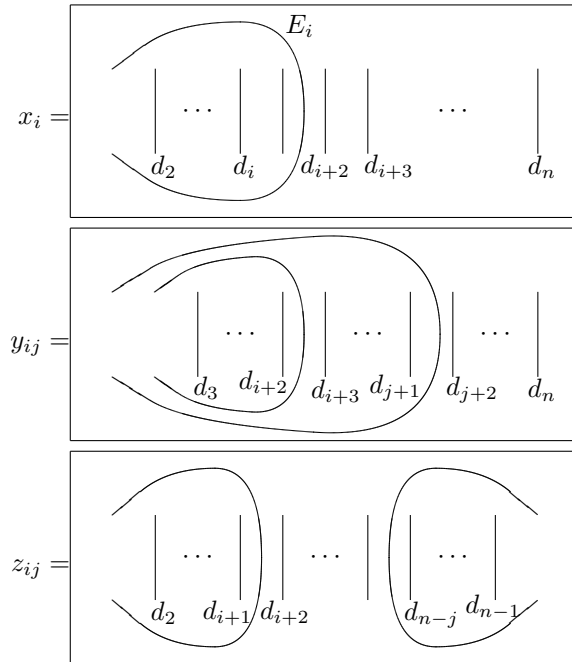 E_i
x_i =
⋯ ⋯
d_2 d_i d_{i+2} d_{i+3} d_n
y_{ij} =
⋯ ⋯ ⋯
d_3 d_{i+2} d_{i+3} d_{j+1} d_{j+2} d_n
z_{ij} =
⋯ ⋯ ⋯
d_2 d_{i+1} d_{i+2} d_{n-j} d_{n-1}